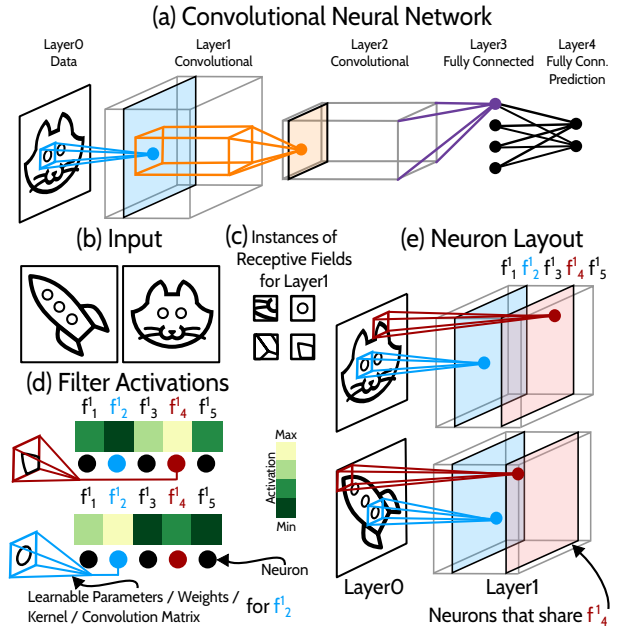 (a) Convolutional Neural Network
Layer0
Data
Layer1
Convolutional
Layer2
Convolutional
Layer3
Fully Connected
Layer4
Fully Conn.
Prediction
(b) Input
(c) Instances of
Receptive Fields
for Layer1
(d) Filter Activations
f¹₁ f¹₂ f¹₃ f¹₄ f¹₅
f¹₁ f¹₂ f¹₃ f¹₄ f¹₅
Max
Activation
Min
Neuron
Learnable Parameters / Weights /
Kernel / Convolution Matrix
for f¹₂
(e) Neuron Layout
f¹₁ f¹₂ f¹₃ f¹₄ f¹₅
Layer0
Layer1
Neurons that share f¹₄